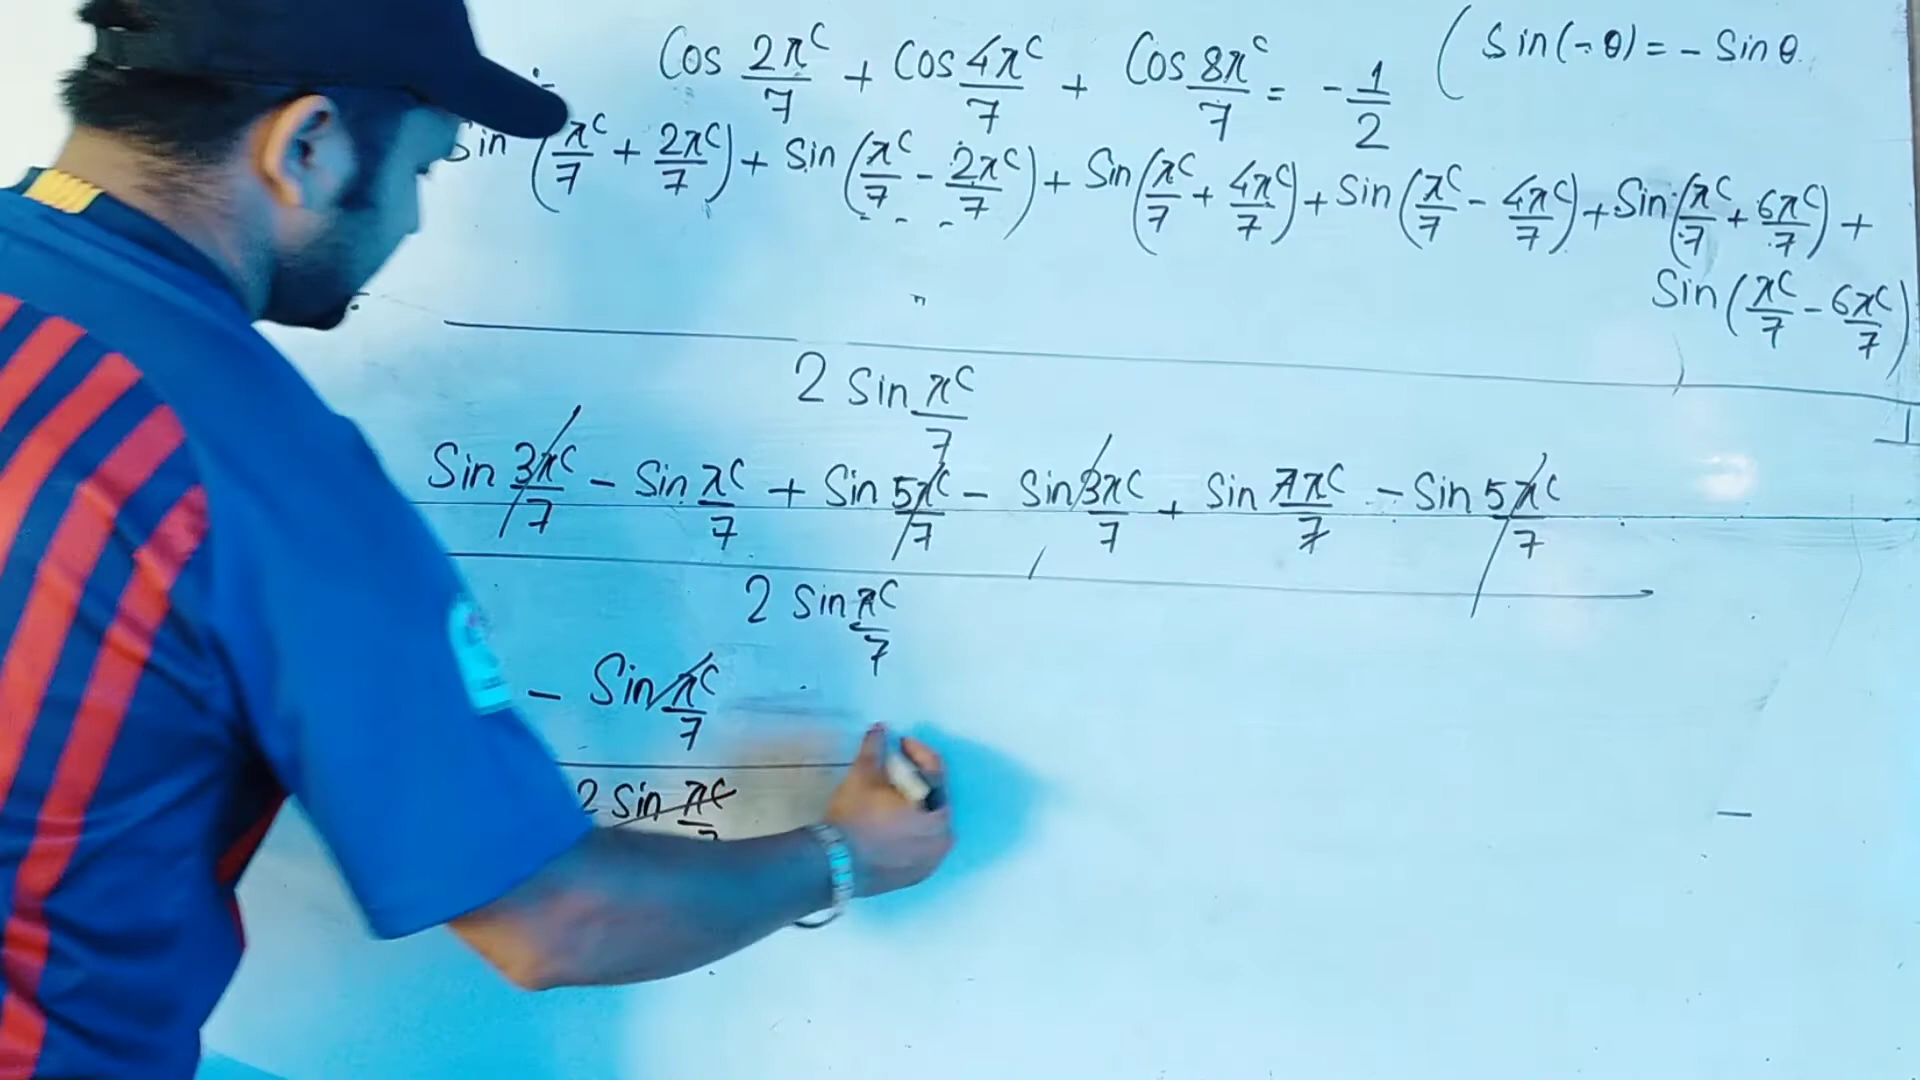 Cos 2π^c/7 + Cos 4π^c/7 + Cos 8π^c/7 = -1/2 ( Sin(-θ) = - Sinθ
Sin (π^c/7 + 2π^c/7) + Sin (π^c/7 - 2π^c/7) + Sin (π^c/7 + 4π^c/7) + Sin (π^c/7 - 4π^c/7) + Sin (π^c/7 + 6π^c/7) +
Sin (π^c/7 - 6π^c/7)
2 Sin π^c/7
Sin 3π^c/7 - Sin π^c/7 + Sin 5π^c/7 - Sin 3π^c/7 + Sin 7π^c/7 - Sin 5π^c/7
2 Sin π^c/7
- Sin π^c/7
2 Sin π^c/7